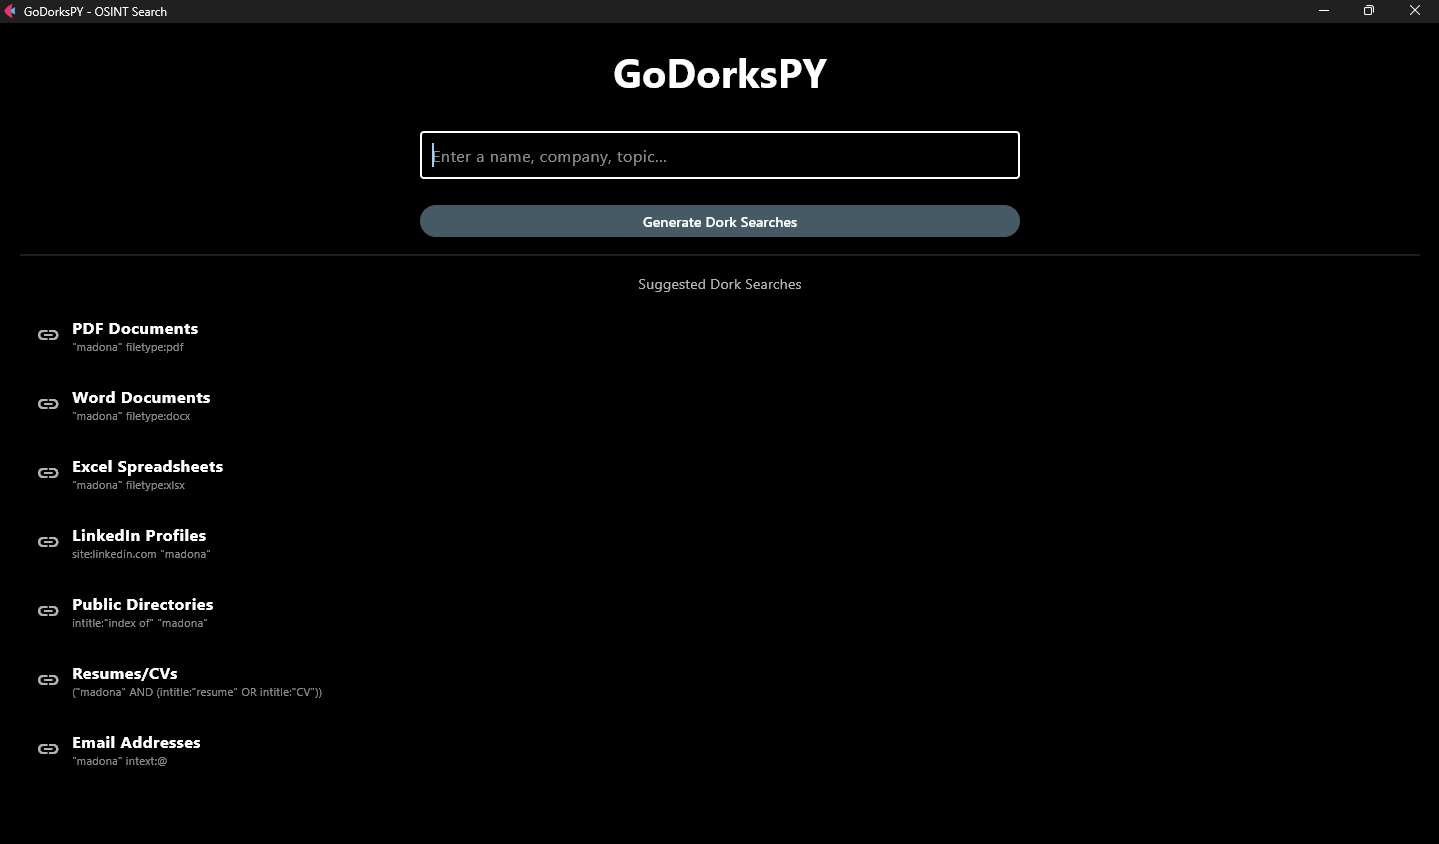 GoDorksPY - OSINT Search
GoDorksPY
Enter a name, company, topic...
Generate Dork Searches
Suggested Dork Searches
PDF Documents
"madona" filetype:pdf
Word Documents
"madona" filetype:docx
Excel Spreadsheets
"madona" filetype:xlsx
LinkedIn Profiles
site:linkedin.com "madona"
Public Directories
intitle:"index of" "madona"
Resumes/CVs
("madona" AND (intitle:"resume" OR intitle:"CV"))
Email Addresses
"madona" intext:@